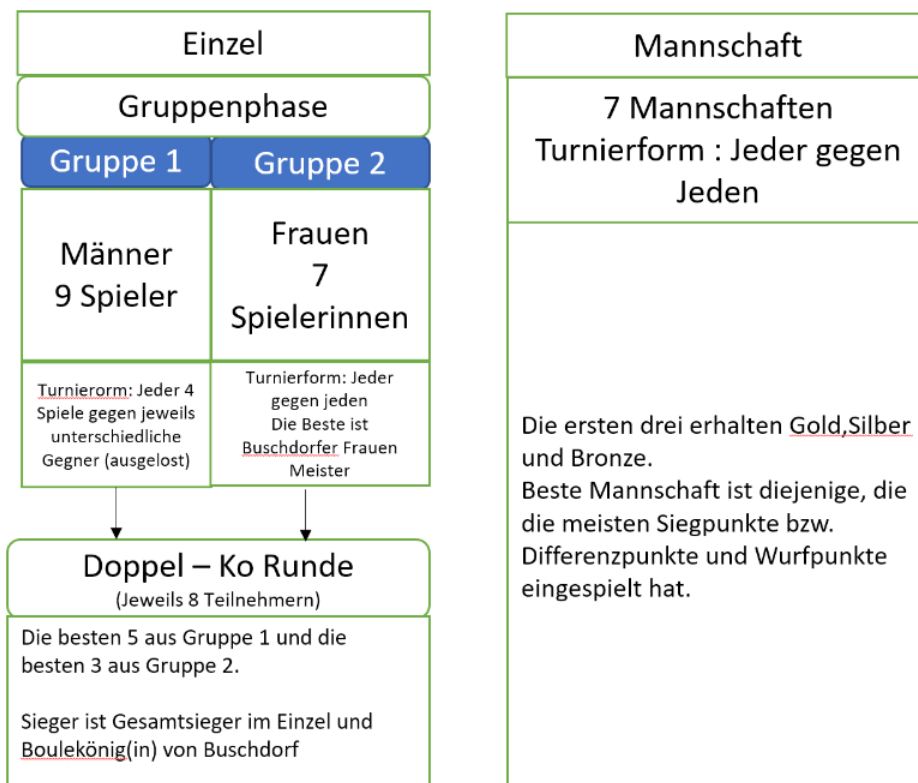 Einzel
Gruppenphase
Gruppe 1
Gruppe 2
Männer
9 Spieler
Frauen
7
Spielerinnen
Turnierorm: Jeder 4
Spiele gegen jeweils
unterschiedliche
Gegner (ausgelost)
Turnierform: Jeder
gegen jeden
Die Beste ist
Buschdorfer Frauen
Meister
Doppel – Ko Runde
(Jeweils 8 Teilnehmern)
Die besten 5 aus Gruppe 1 und die
besten 3 aus Gruppe 2.
Sieger ist Gesamtsieger im Einzel und
Boulekönig(in) von Buschdorf
Mannschaft
7 Mannschaften
Turnierform : Jeder gegen
Jeden
Die ersten drei erhalten Gold,Silber
und Bronze.
Beste Mannschaft ist diejenige, die
die meisten Siegpunkte bzw.
Differenzpunkte und Wurfpunkte
eingespielt hat.